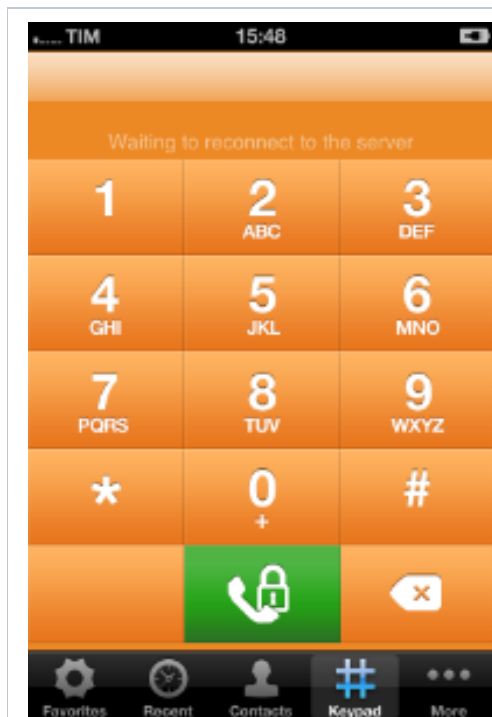 TIM 15:48
Waiting to reconnect to the server
1 2 3
ABC DEF
4 5 6
GHI JKL MNO
7 8 9
PQRS TUV WXYZ
* 0 #
+
Favorites Recent Contacts Keypad More